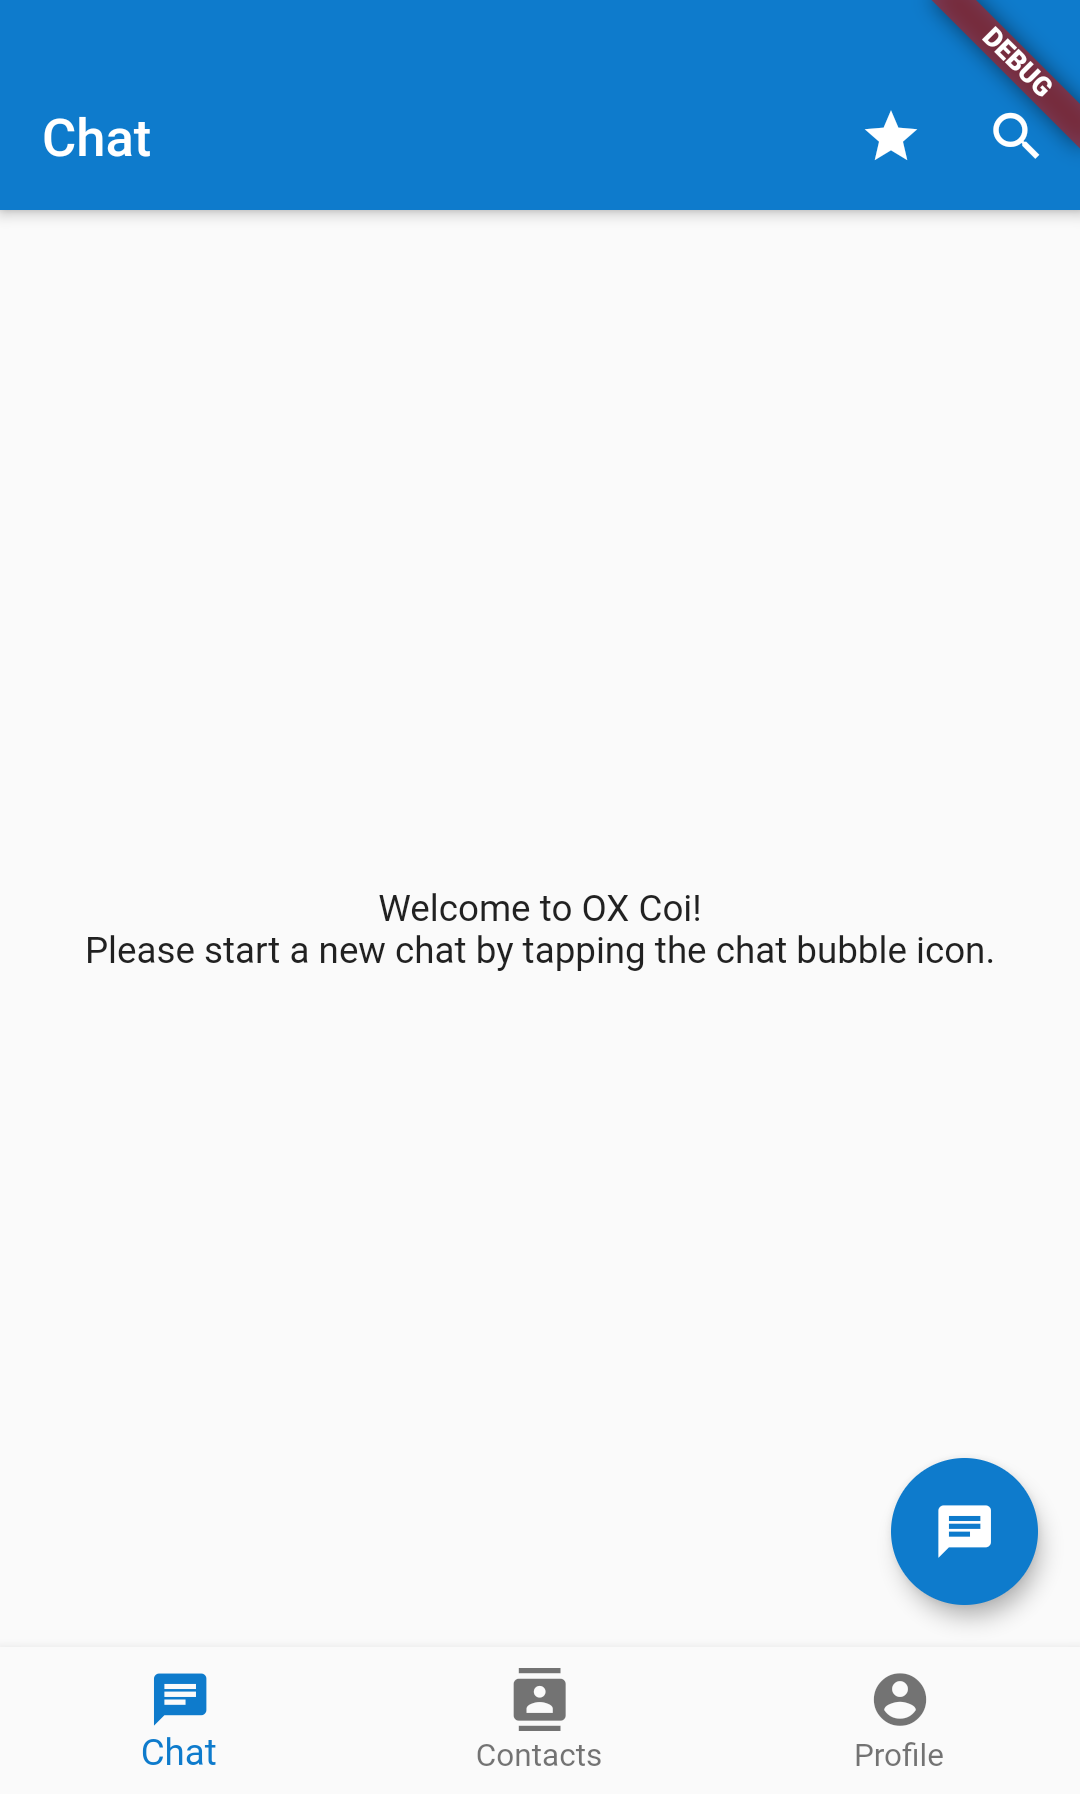 DEBUG
Chat
Welcome to OX Coi!
Please start a new chat by tapping the chat bubble icon.
Chat
Contacts
Profile